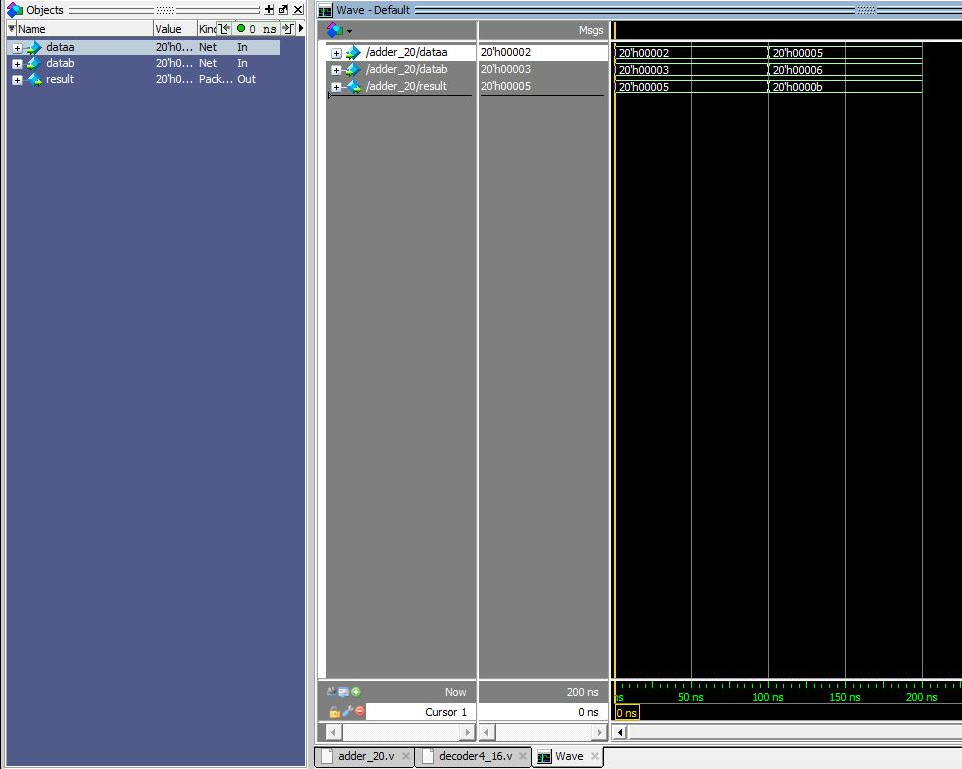 Objects
Name Value Kind 0 ns
dataa 20'h0... Net In
datab 20'h0... Net In
result 20'h0... Pack... Out
Wave - Default
Msgs
/adder_20/dataa 20'h00002 20'h00002 20'h00005
/adder_20/datab 20'h00003 20'h00003 20'h00006
/adder_20/result 20'h00005 20'h00005 20'h0000b
Now 200 ns ns 50 ns 100 ns 150 ns 200 ns
Cursor 1 0 ns 0 ns
adder_20.v decoder4_16.v Wave